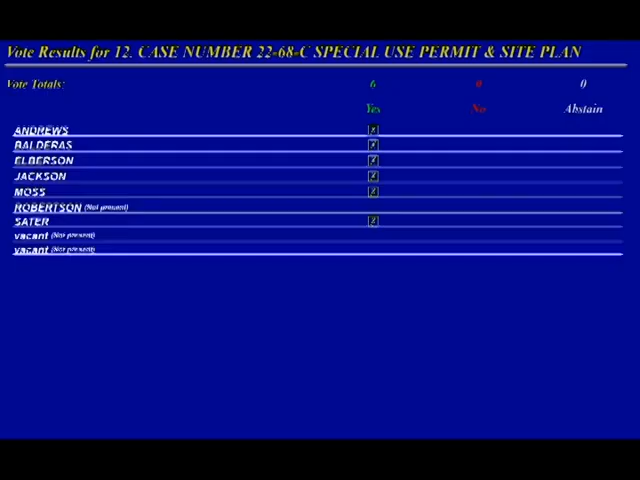 Vote Results for 12. CASE NUMBER 22-68-C SPECIAL USE PERMIT & SITE PLAN
Vote Totals: 6 0 0
Yes No Abstain
ANDREWS X
BALDERAS X
ELBERSON X
JACKSON X
MOSS X
ROBERTSON (Not present)
SATER X
vacant (Not present)
vacant (Not present)